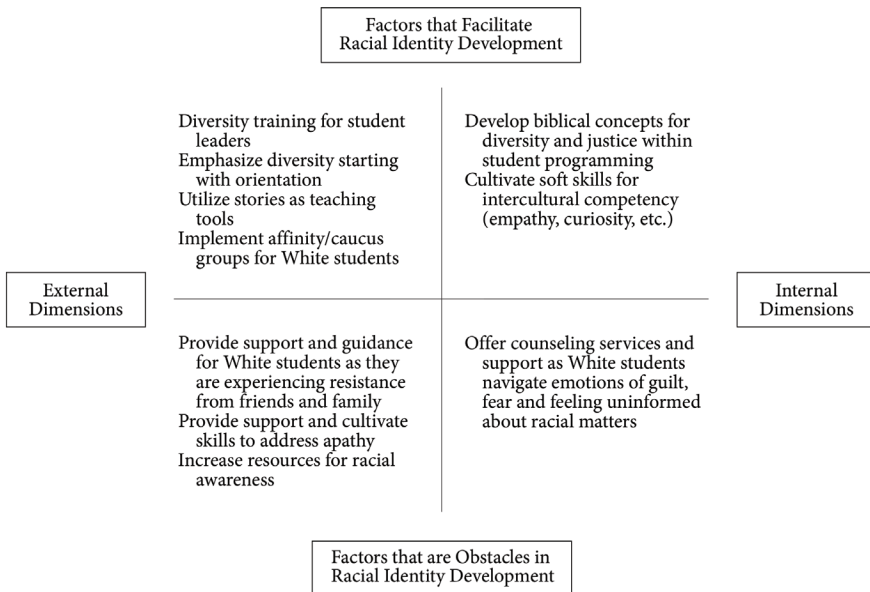 Factors that Facilitate
Racial Identity Development
Diversity training for student
leaders
Emphasize diversity starting
with orientation
Utilize stories as teaching
tools
Implement affinity/caucus
groups for White students
Develop biblical concepts for
diversity and justice within
student programming
Cultivate soft skills for
intercultural competency
(empathy, curiosity, etc.)
External
Dimensions
Internal
Dimensions
Provide support and guidance
for White students as they
are experiencing resistance
from friends and family
Provide support and cultivate
skills to address apathy
Increase resources for racial
awareness
Offer counseling services and
support as White students
navigate emotions of guilt,
fear and feeling uninformed
about racial matters
Factors that are Obstacles in
Racial Identity Development